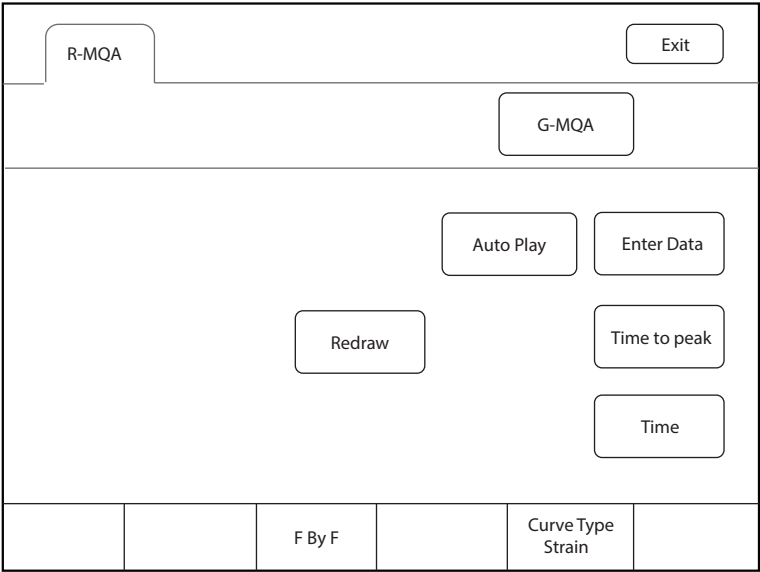 R-MQA
Exit
G-MQA
Auto Play
Enter Data
Redraw
Time to peak
Time
F By F
Curve Type
Strain